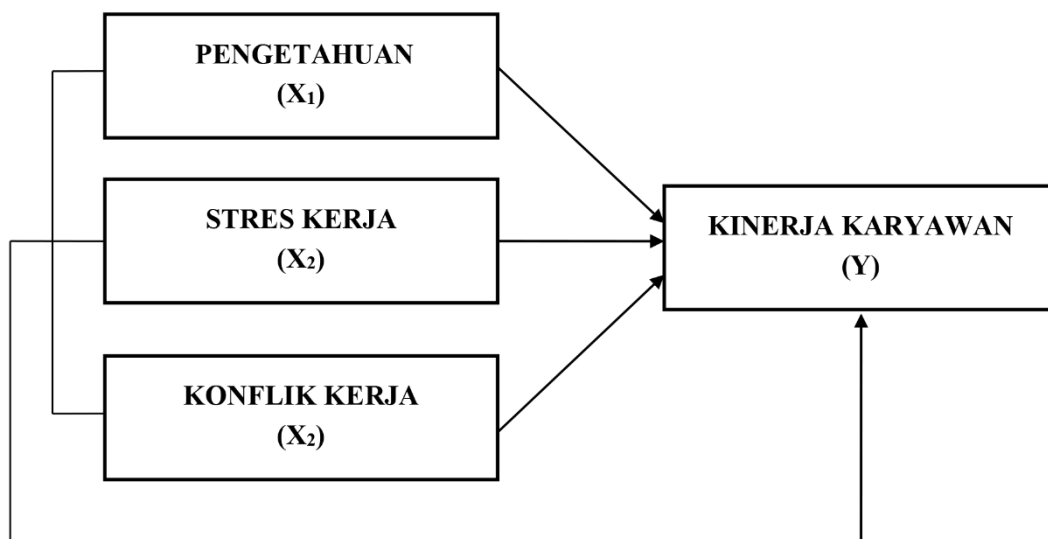 PENGETAHUAN
(X₁)
STRES KERJA
(X₂)
KINERJA KARYAWAN
(Y)
KONFLIK KERJA
(X₂)